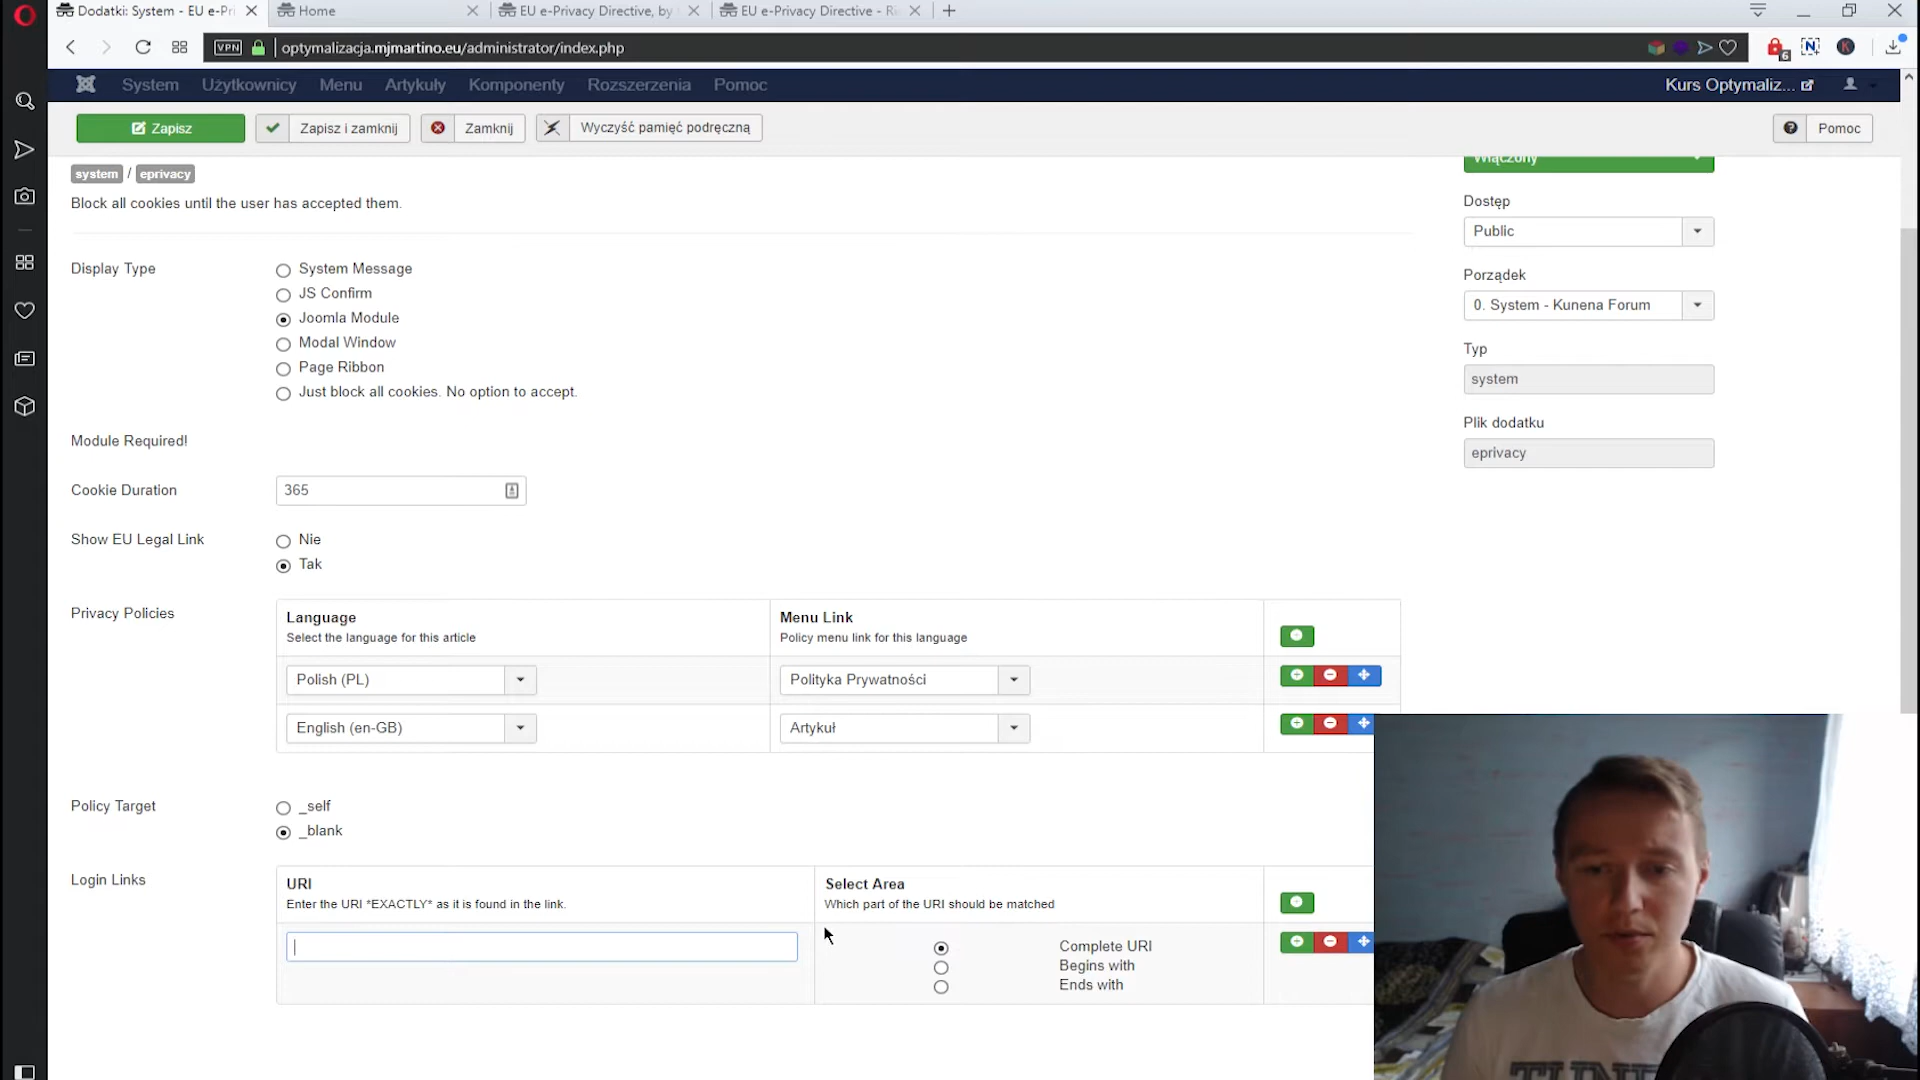 Dodatki: System - EU e-Pri
Home
EU e-Privacy Directive, by
EU e-Privacy Directive - Ri
VPN
optymalizacja.mjmartino.eu/administrator/index.php
6
N
K
System
Użytkownicy
Menu
Artykuły
Komponenty
Rozszerzenia
Pomoc
Kurs Optymaliz...
Zapisz
Zapisz i zamknij
Zamknij
Wyczyść pamięć podręczną
Pomoc
system / eprivacy
Block all cookies until the user has accepted them.
Display Type
System Message
JS Confirm
Joomla Module
Modal Window
Page Ribbon
Just block all cookies. No option to accept.
Module Required!
Cookie Duration
365
Show EU Legal Link
Nie
Tak
Privacy Policies
Language
Select the language for this article
Menu Link
Policy menu link for this language
Polish (PL)
Polityka Prywatności
English (en-GB)
Artykuł
Policy Target
_self
_blank
Login Links
URI
Enter the URI *EXACTLY* as it is found in the link.
Select Area
Which part of the URI should be matched
Complete URI
Begins with
Ends with
Włączony
Dostęp
Public
Porządek
0. System - Kunena Forum
Typ
system
Plik dodatku
eprivacy